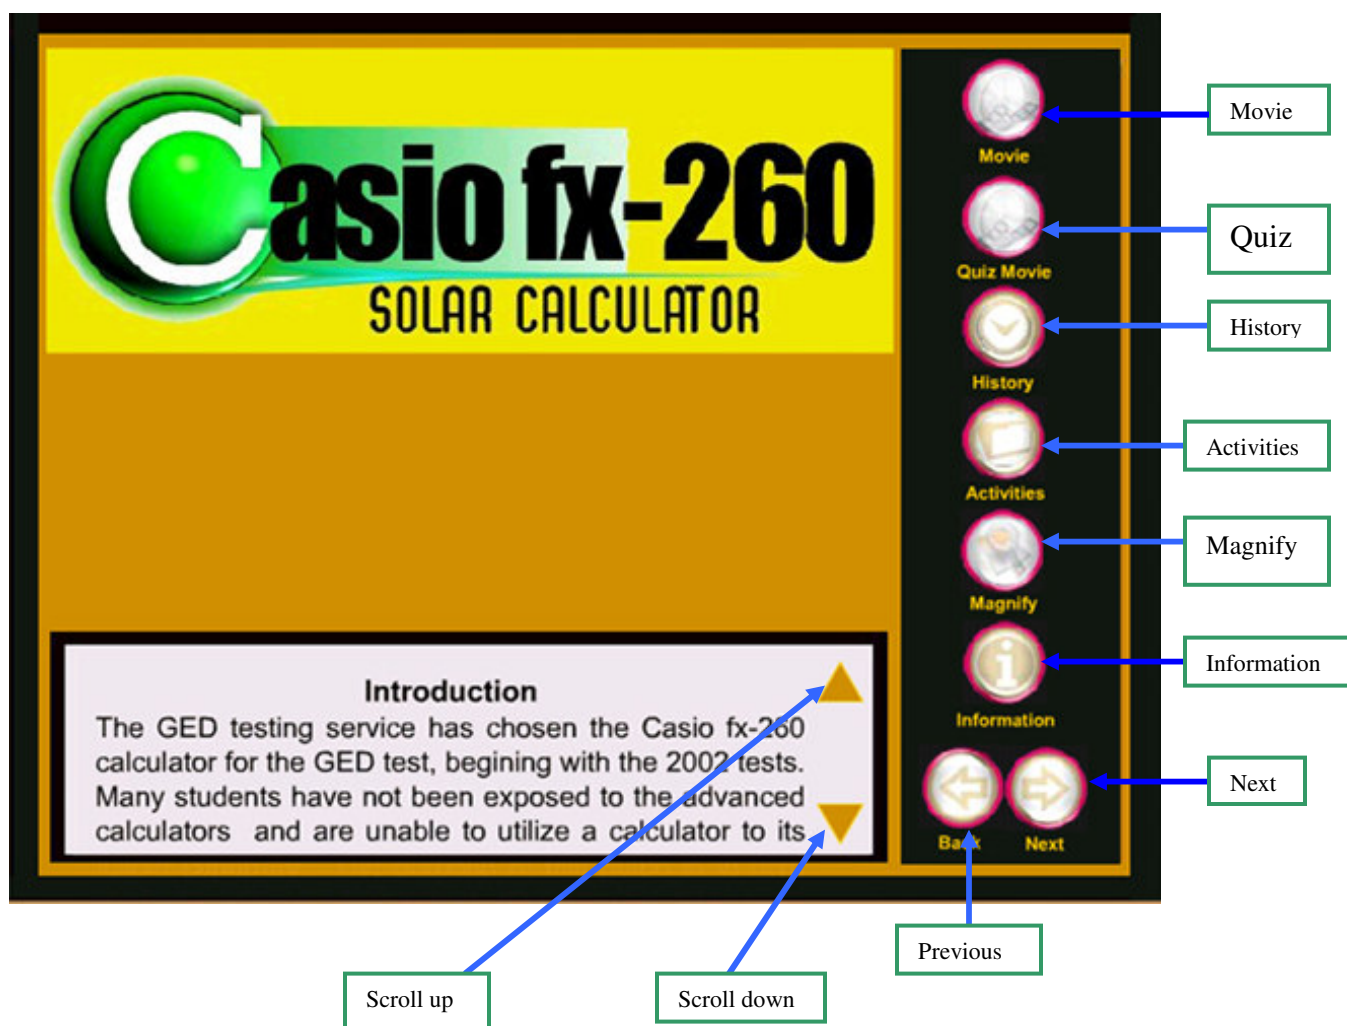 Casio fx-260
SOLAR CALCULATOR
Movie
Quiz Movie
History
Activities
Magnify
Information
Back Next
Introduction
The GED testing service has chosen the Casio fx-260
calculator for the GED test, begining with the 2002 tests.
Many students have not been exposed to the advanced
calculators and are unable to utilize a calculator to its
Movie
Quiz
History
Activities
Magnify
Information
Next
Previous
Scroll up
Scroll down